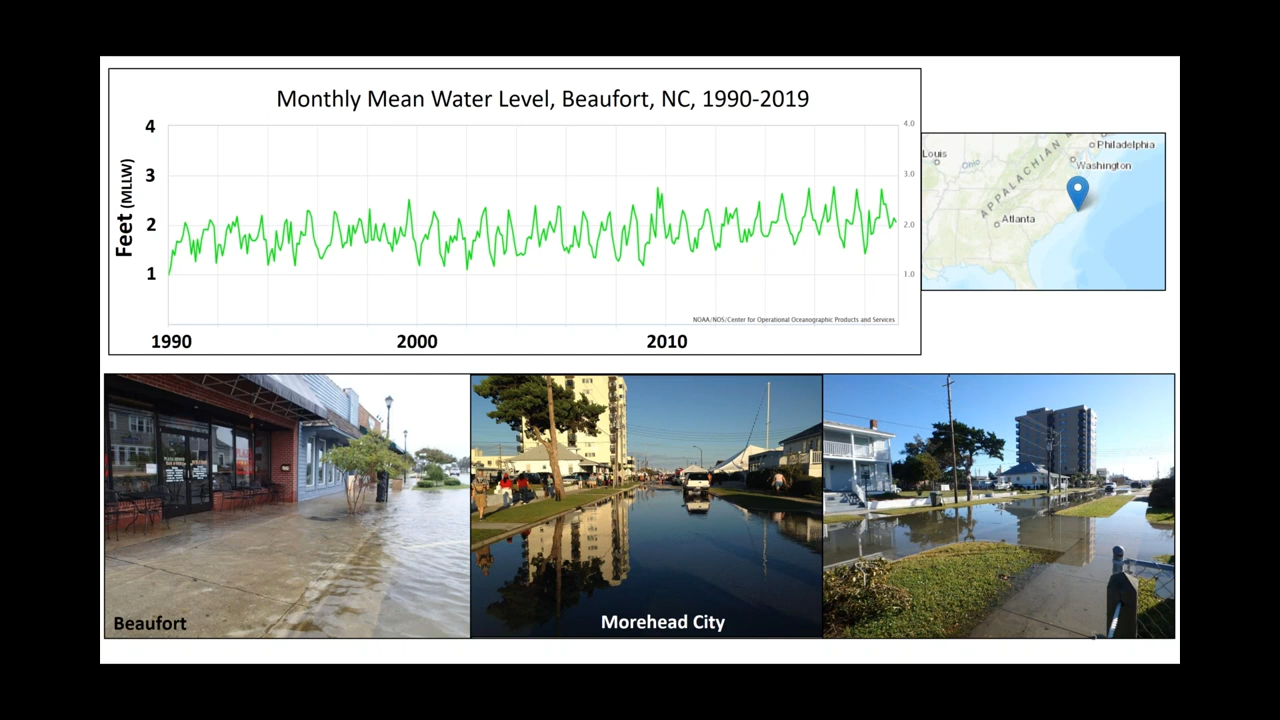 Monthly Mean Water Level, Beaufort, NC, 1990-2019
4
3
2
1
Feet (MLLW)
4.0
3.0
2.0
1.0
NOAA/NOS/Center for Operational Oceanographic Products and Services
1990
2000
2010
Louis
Ohio
APPALACHIAN
Philadelphia
Washington
Atlanta
Beaufort
Morehead City